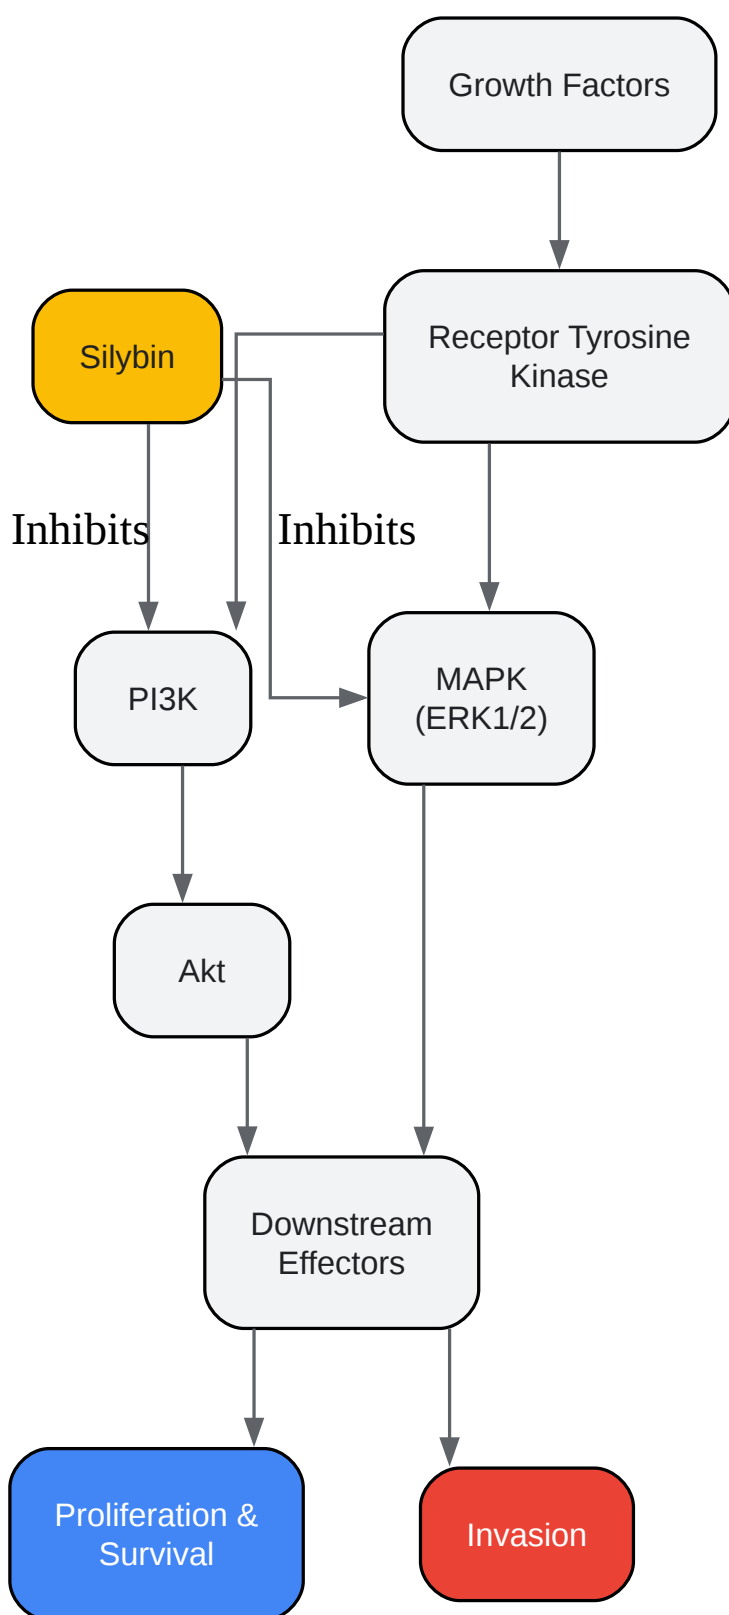 Growth Factors
Receptor Tyrosine
Kinase
Silybin
Inhibits
Inhibits
PI3K
MAPK
(ERK1/2)
Akt
Downstream
Effectors
Proliferation &
Survival
Invasion